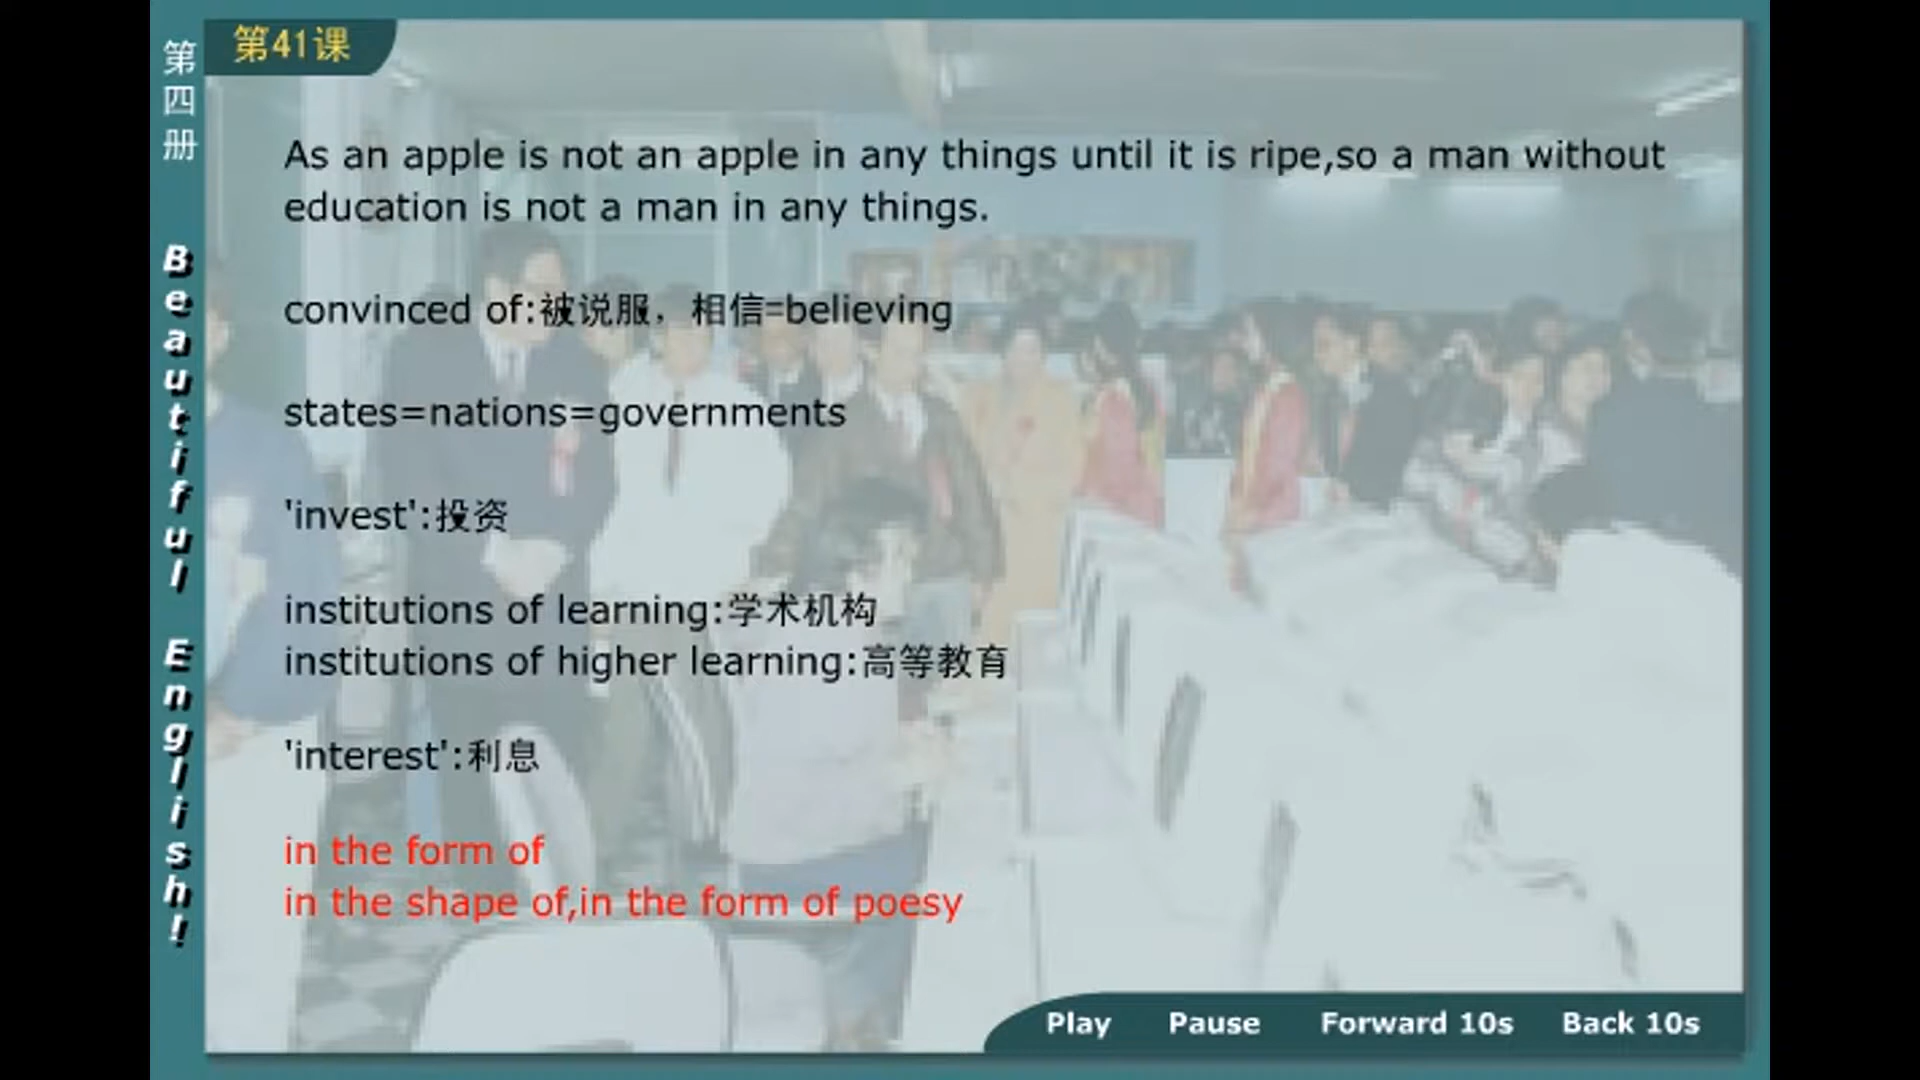 第四册
Beautiful English!
第41课
As an apple is not an apple in any things until it is ripe,so a man without
education is not a man in any things.
convinced of:被说服，相信=believing
states=nations=governments
'invest':投资
institutions of learning:学术机构
institutions of higher learning:高等教育
'interest':利息
in the form of
in the shape of,in the form of poesy
Play Pause Forward 10s Back 10s